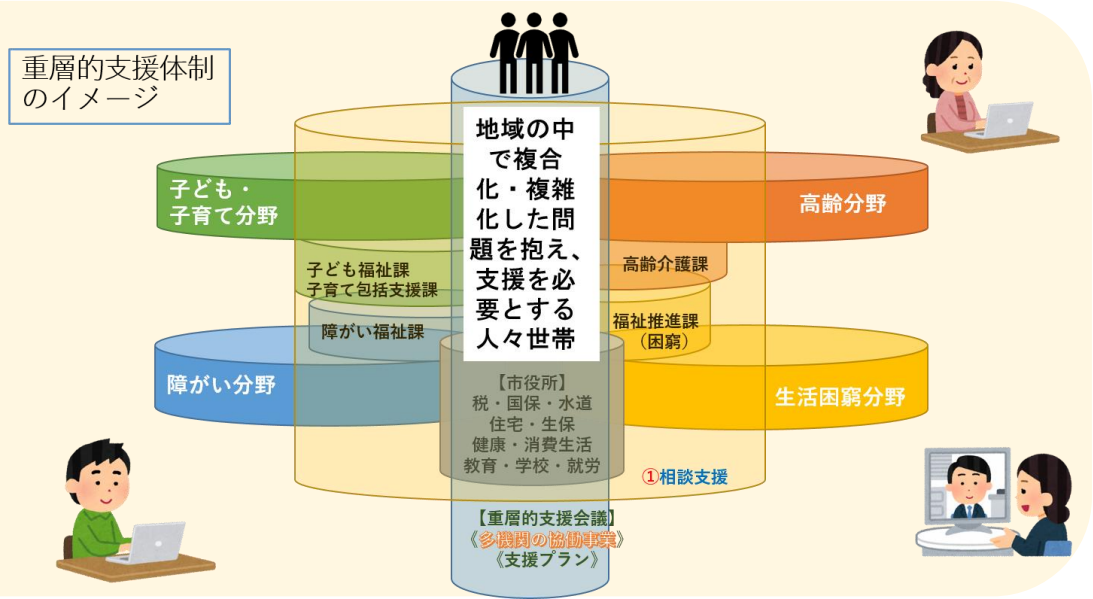 重層的支援体制
のイメージ
地域の中
で複合
化・複雑
化した問
題を抱え、
支援を必
要とする
人々世帯
子ども・
子育て分野
高齢分野
子ども福祉課
子育て包括支援課
高齢介護課
障がい福祉課
福祉推進課
（困窮）
障がい分野
生活困窮分野
【市役所】
税・国保・水道
住宅・生保
健康・消費生活
教育・学校・就労
①相談支援
【重層的支援会議】
《多機関の協働事業》
《支援プラン》